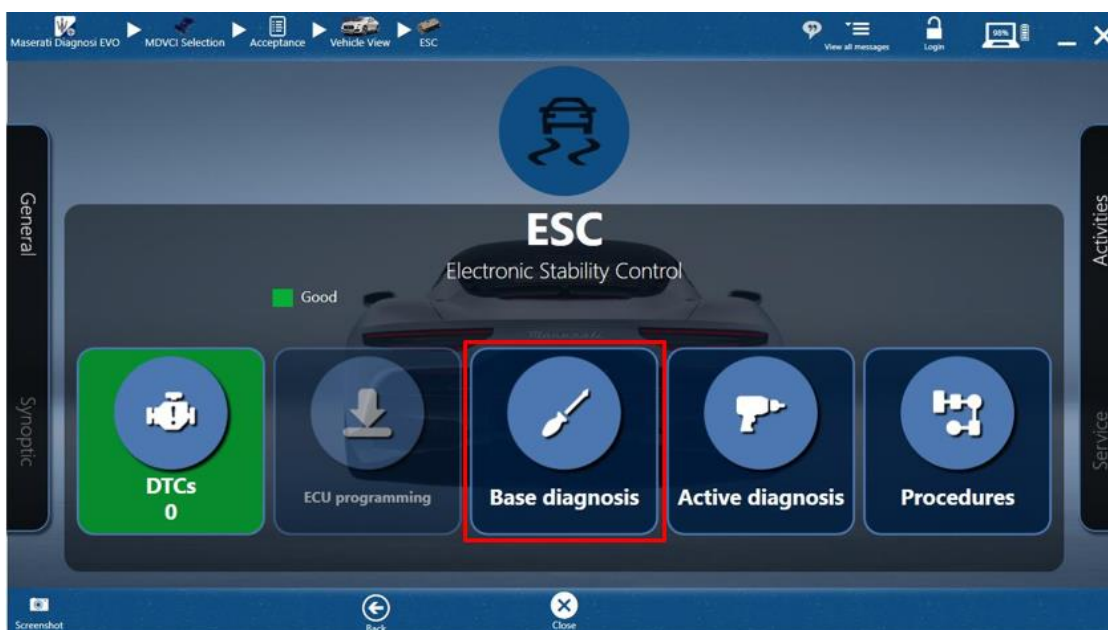 Maserati Diagnosi EVO
MDVCI Selection
Acceptance
Vehicle View
ESC
View all messages
Login
98%
General
Synoptic
Activities
Service
ESC
Electronic Stability Control
Good
DTCs
0
ECU programming
Base diagnosis
Active diagnosis
Procedures
Screenshot
Back
Close